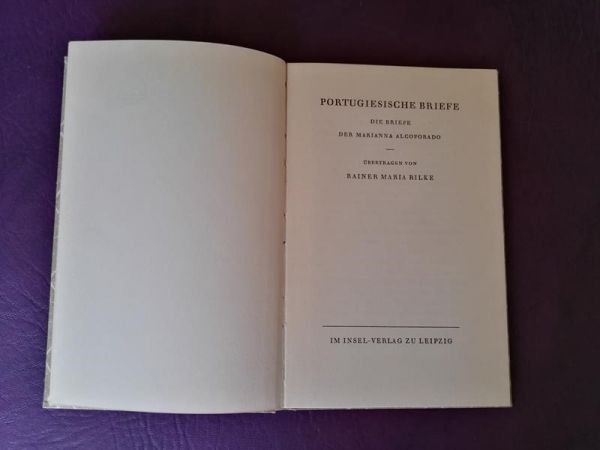 PORTUGIESISCHE BRIEFE
DIE BRIEFE
DER MARIANNA ALCOFORADO
ÜBERTRAGEN VON
RAINER MARIA RILKE
IM INSEL-VERLAG ZU LEIPZIG